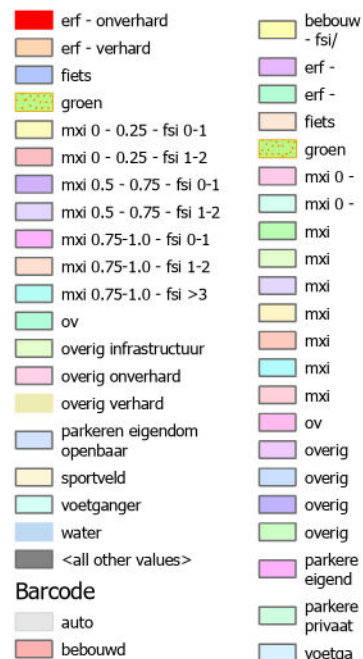 erf - onverhard
erf - verhard
fiets
groen
mxi 0 - 0.25 - fsi 0-1
mxi 0 - 0.25 - fsi 1-2
mxi 0.5 - 0.75 - fsi 0-1
mxi 0.5 - 0.75 - fsi 1-2
mxi 0.75-1.0 - fsi 0-1
mxi 0.75-1.0 - fsi 1-2
mxi 0.75-1.0 - fsi >3
ov
overig infrastructuur
overig onverhard
overig verhard
parkeren eigendom
openbaar
sportveld
voetganger
water
<all other values>
Barcode
auto
bebouwd
bebouw
- fsi/
erf -
erf -
fiets
groen
mxi 0 -
mxi 0 -
mxi
mxi
mxi
mxi
mxi
mxi
mxi
ov
overig
overig
overig
overig
parkere
eigend
parkere
privaat
voetga